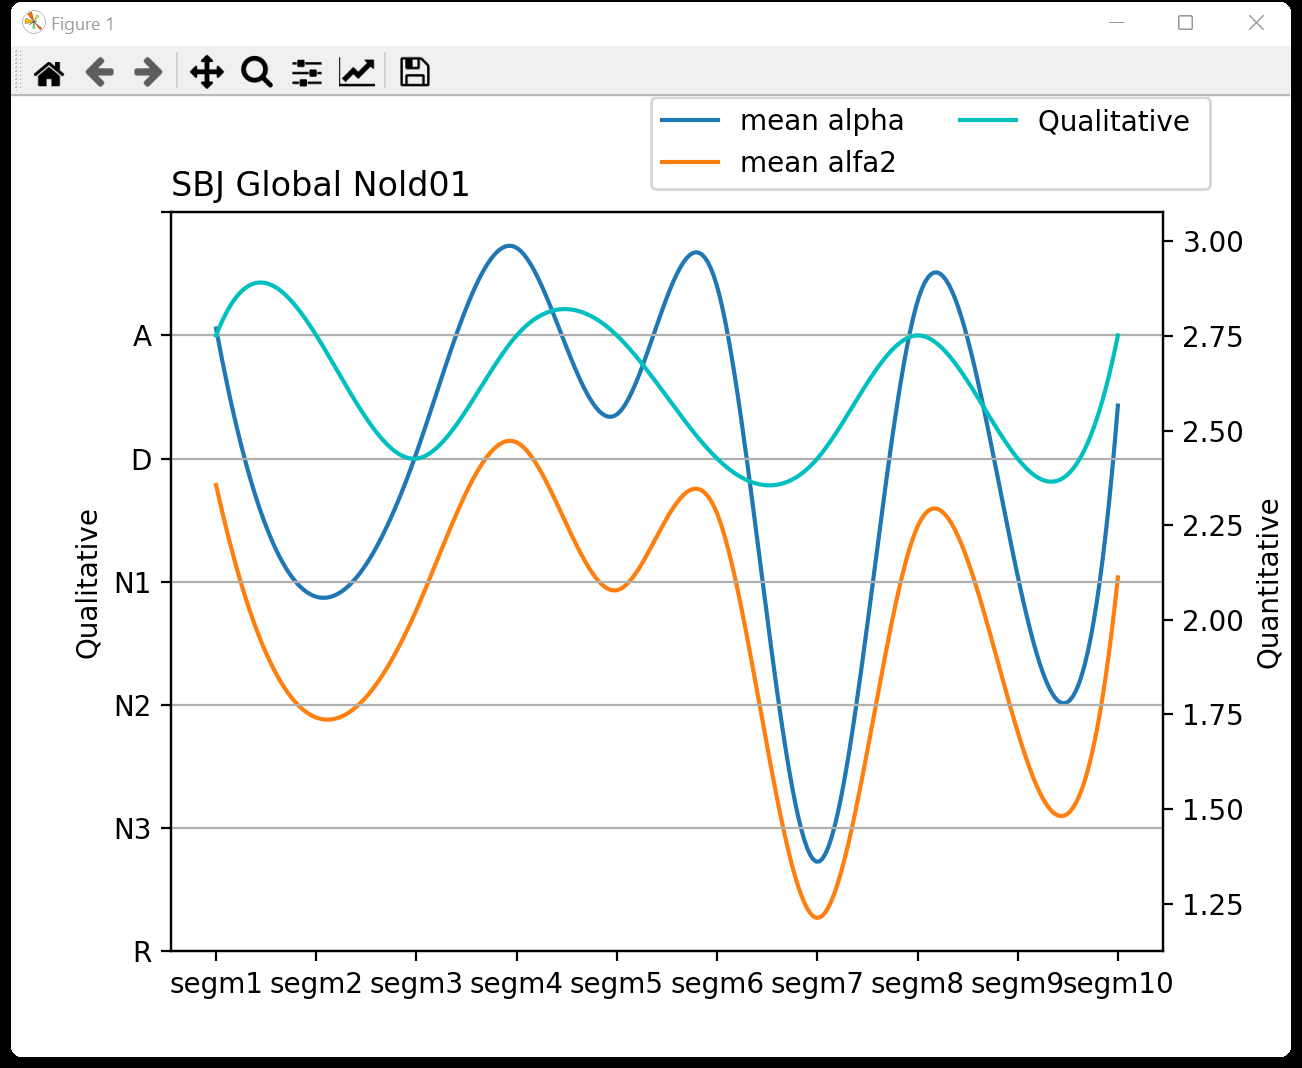 Figure 1
mean alpha
Qualitative
mean alfa2
SBJ Global Nold01
3.00
A
2.75
D
2.50
2.25
N1
2.00
N2
1.75
N3
1.50
1.25
R
Qualitative
Quantitative
segm1 segm2 segm3 segm4 segm5 segm6 segm7 segm8 segm9 segm10